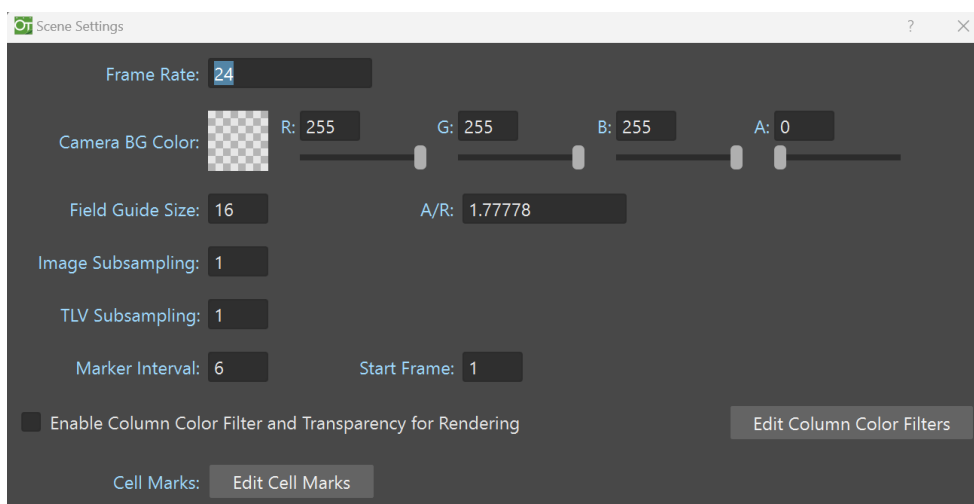 OT Scene Settings ?
Frame Rate: 24
Camera BG Color: R: 255 G: 255 B: 255 A: 0
Field Guide Size: 16 A/R: 1.77778
Image Subsampling: 1
TLV Subsampling: 1
Marker Interval: 6 Start Frame: 1
Enable Column Color Filter and Transparency for Rendering Edit Column Color Filters
Cell Marks: Edit Cell Marks